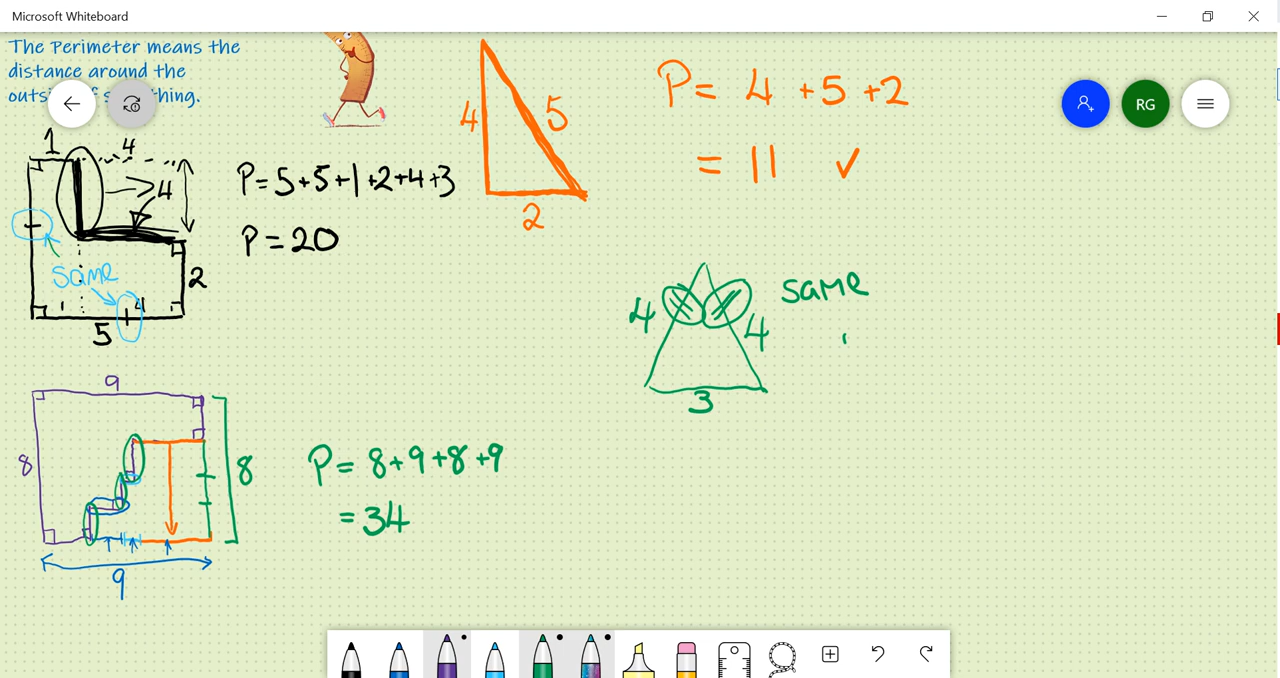 Microsoft Whiteboard
The Perimeter means the
distance around the
RG
1
4
4
P= 5+5+1+2+4+3
P = 20
same
2
1
4
5
4
5
2
P= 4 +5 +2
= 11 ✓
4
4
3
same
9
8
8
9
P= 8+9+8+9
= 34